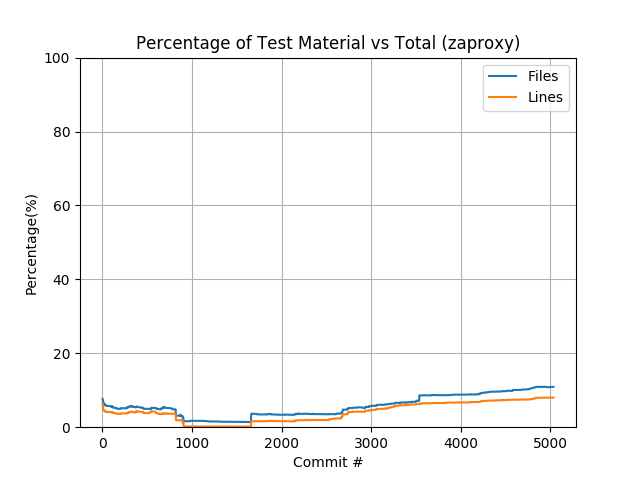 Percentage of Test Material vs Total (zaproxy)
Files
Lines
Percentage(%)
100
80
60
40
20
0
0 1000 2000 3000 4000 5000
Commit #